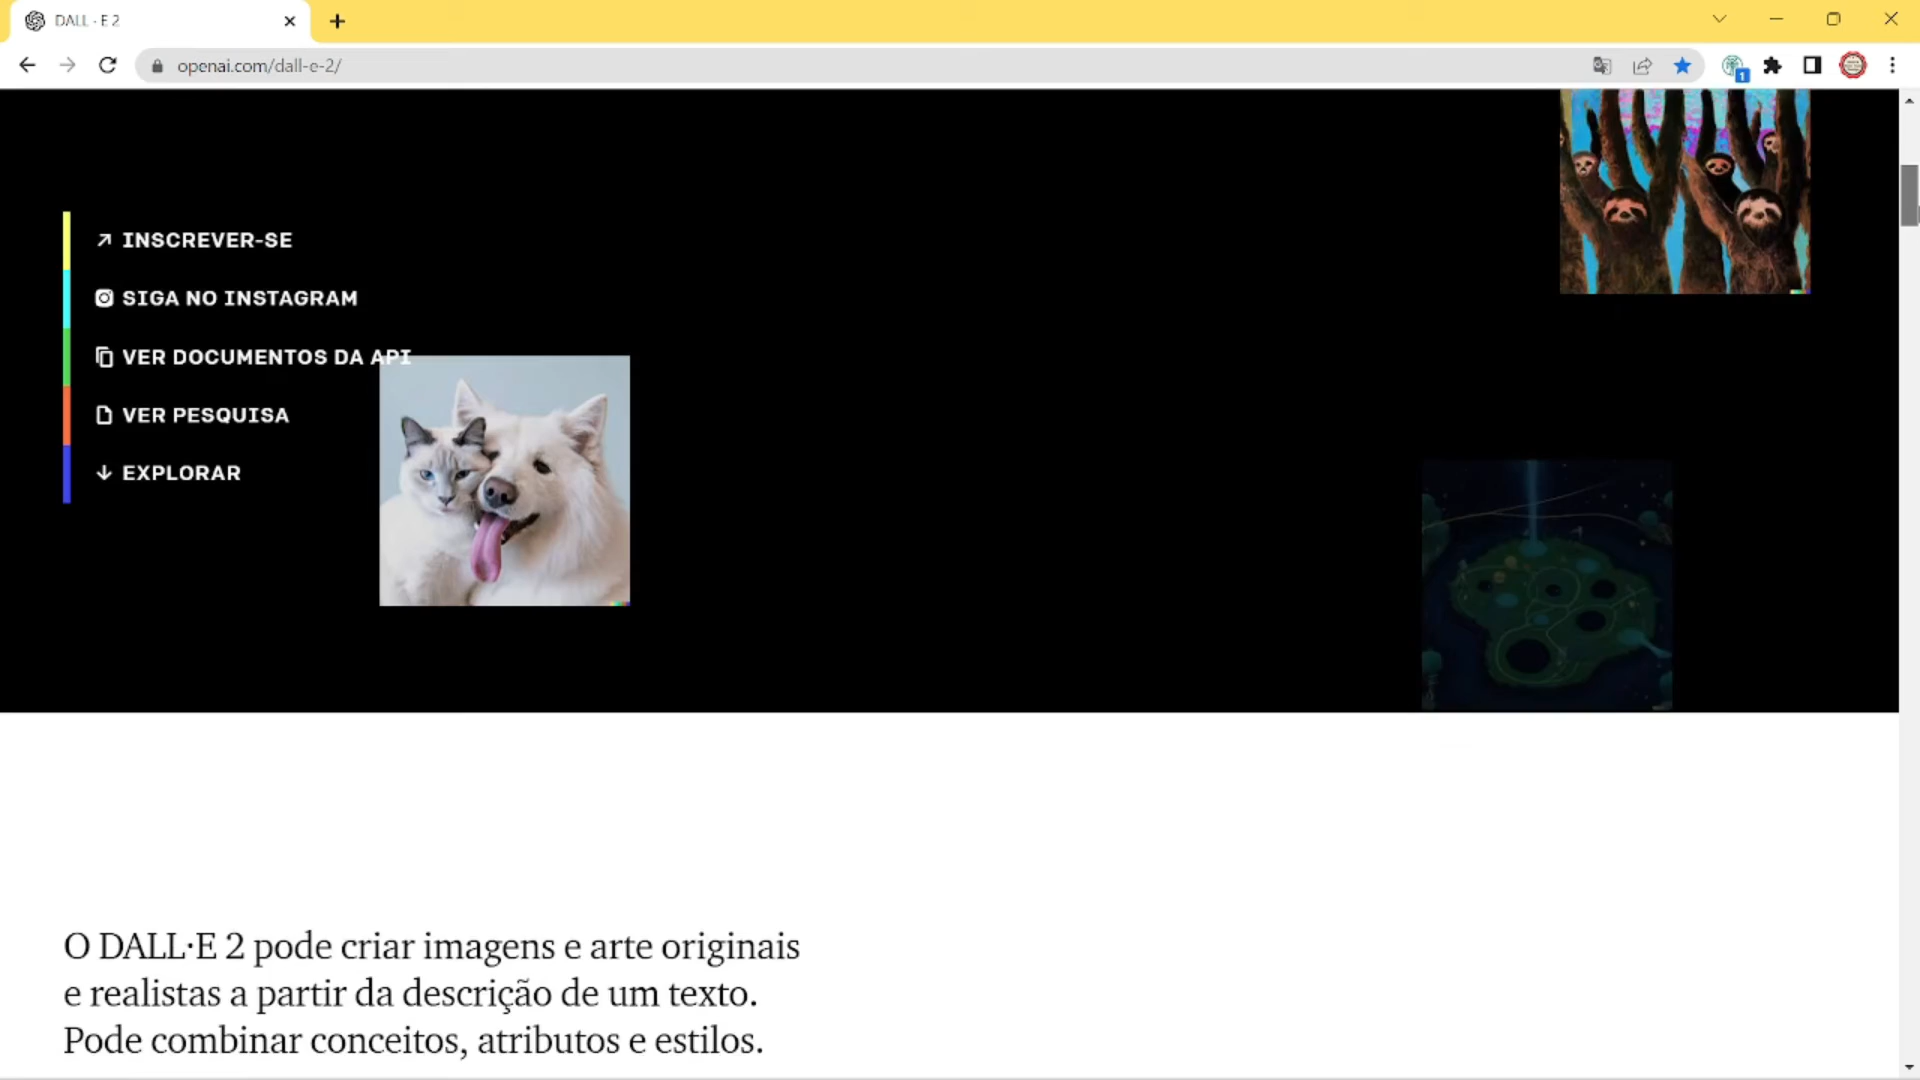 DALL · E 2
openai.com/dall-e-2/
1
INSCREVER-SE
SIGA NO INSTAGRAM
VER DOCUMENTOS DA API
VER PESQUISA
EXPLORAR
O DALL·E 2 pode criar imagens e arte originais
e realistas a partir da descrição de um texto.
Pode combinar conceitos, atributos e estilos.